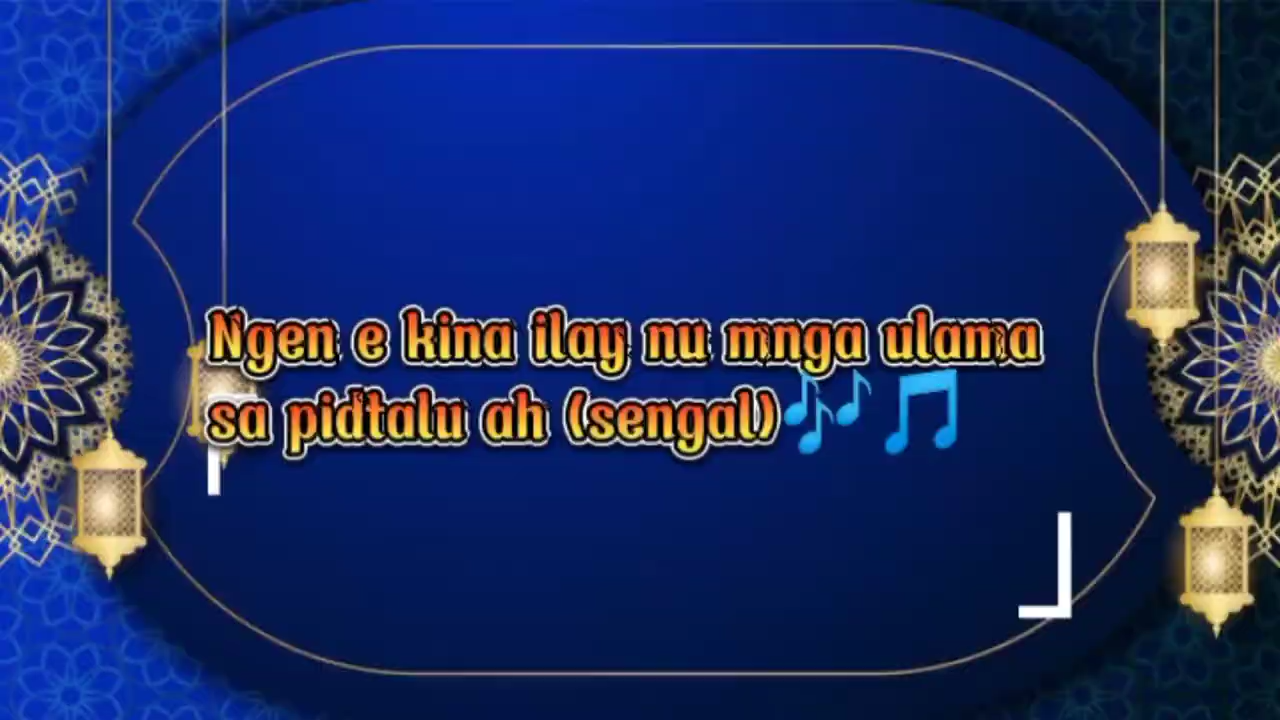 Ngen e kina ilay nu mnga ulama
sa pidtalu ah (sengal)🎶🎵